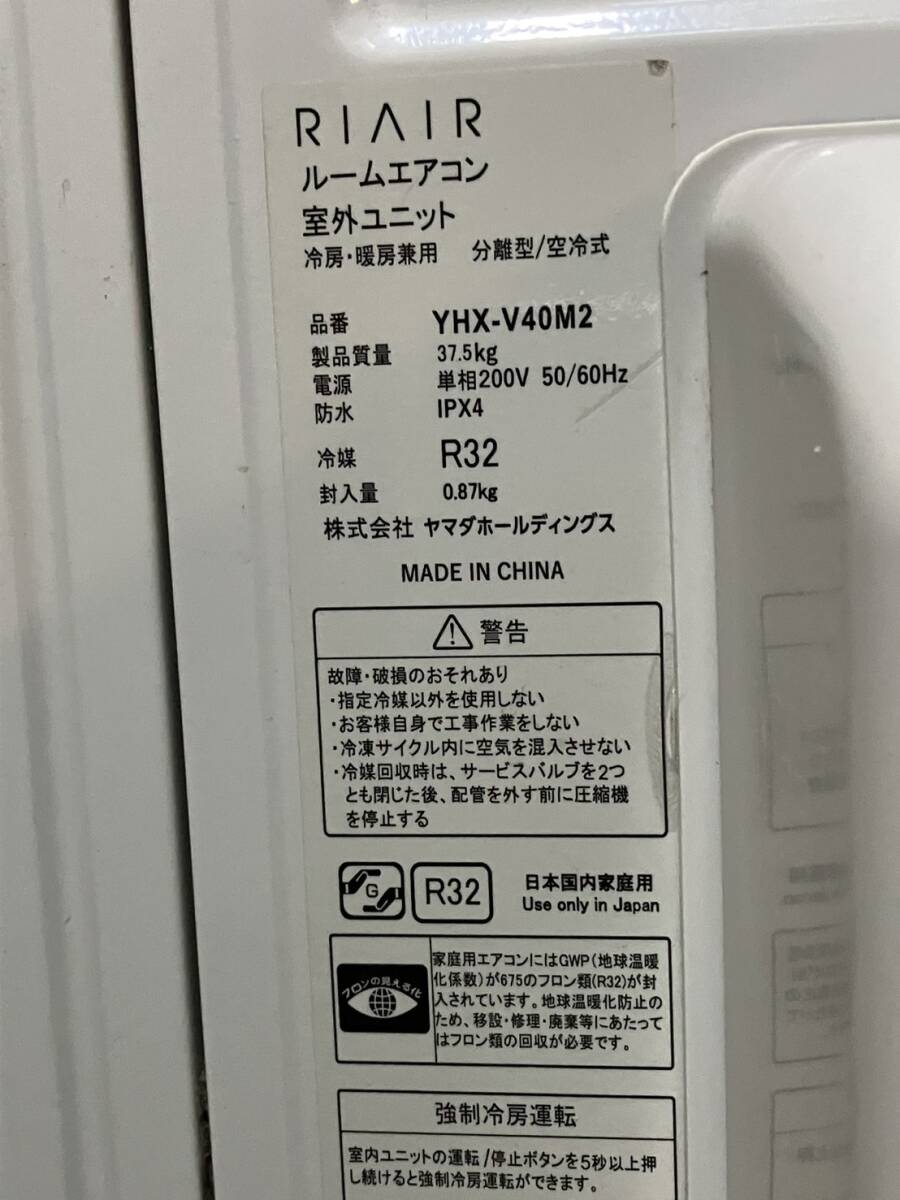 RIAIR
ルームエアコン
室外ユニット
冷房・暖房兼用 分離型/空冷式
品番 YHX-V40M2
製品質量 37.5kg
電源 単相200V 50/60Hz
防水 IPX4
冷媒 R32
封入量 0.87kg
株式会社 ヤマダホールディングス
MADE IN CHINA
警告
故障・破損のおそれあり
・指定冷媒以外を使用しない
・お客様自身で工事作業をしない
・冷凍サイクル内に空気を混入させない
・冷媒回収時は、サービスバルブを2つ
とも閉じた後、配管を外す前に圧縮機
を停止する
G R32 日本国内家庭用
Use only in Japan
フロンの見える化
家庭用エアコンにはGWP(地球温暖
化係数)が675のフロン類(R32)が封
入されています。地球温暖化防止の
ため、移設・修理・廃棄等にあたって
はフロン類の回収が必要です。
強制冷房運転
室内ユニットの運転/停止ボタンを5秒以上押
し続けると強制冷房運転ができます。